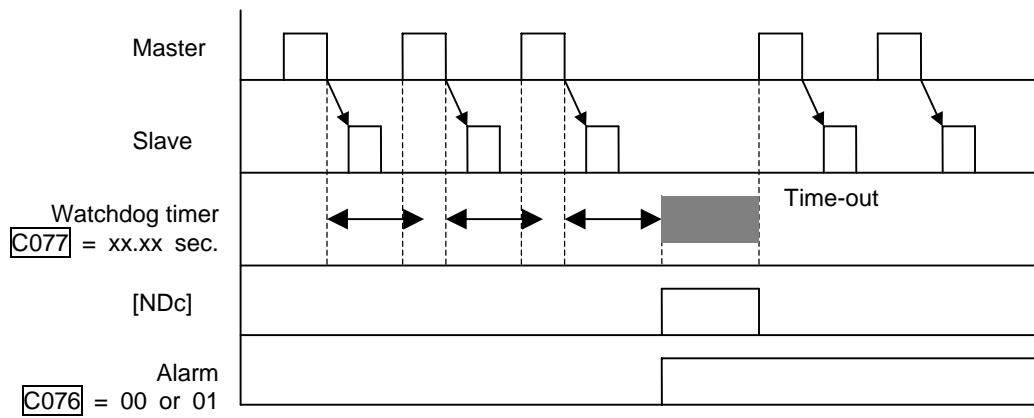 Master
Slave
Time-out
Watchdog timer
C077 = xx.xx sec.
[NDc]
Alarm
C076 = 00 or 01